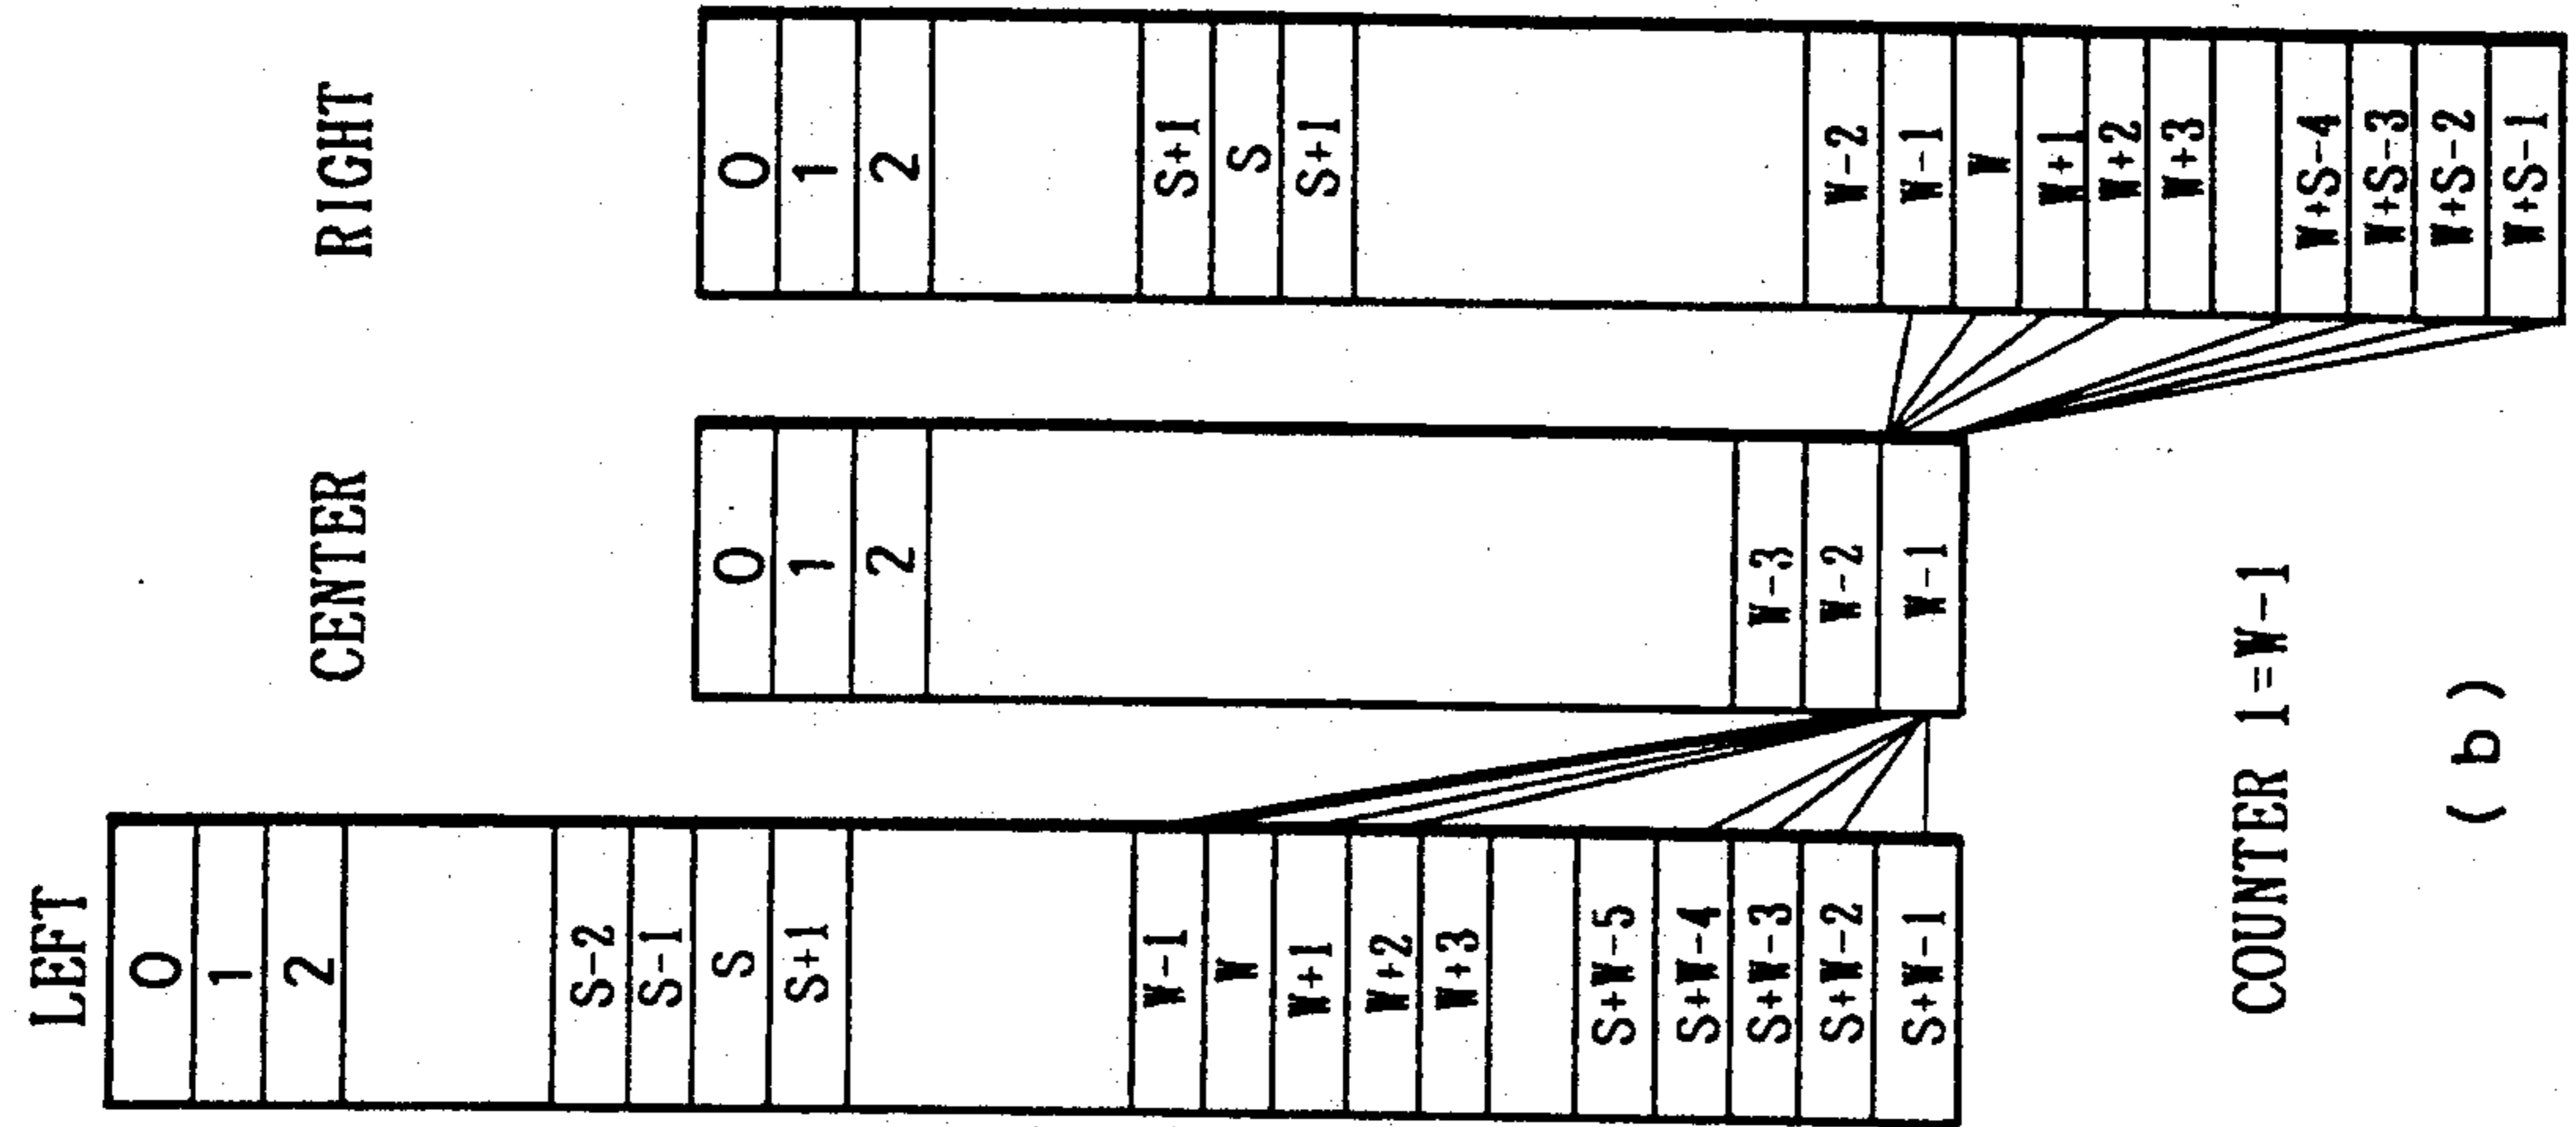 LEFT
0
1
2
S-2
S-1
S
S+1
W-1
W
W+1
W+2
W+3
S+W-5
S+W-4
S+W-3
S+W-2
S+W-1
CENTER
0
1
2
W-3
W-2
W-1
RIGHT
0
1
2
S+1
S
S+1
W-2
W-1
W
W+1
W+2
W+3
W+S-4
W+S-3
W+S-2
W+S-1
COUNTER 1=W-1
(b)